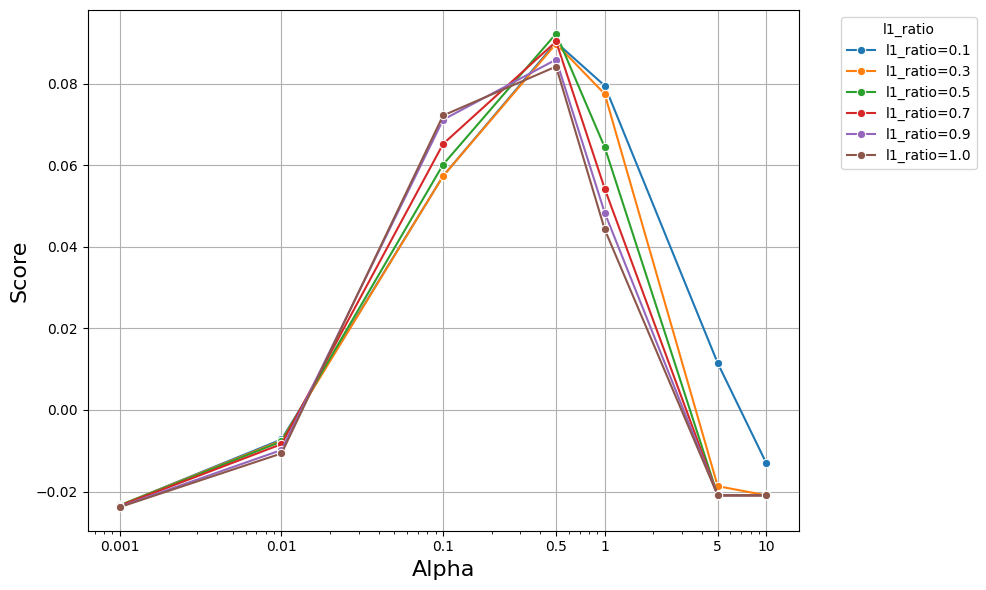 l1_ratio
l1_ratio=0.1
l1_ratio=0.3
l1_ratio=0.5
l1_ratio=0.7
l1_ratio=0.9
l1_ratio=1.0
Score
0.08
0.06
0.04
0.02
0.00
−0.02
0.001 0.01 0.1 0.5 1 5 10
Alpha